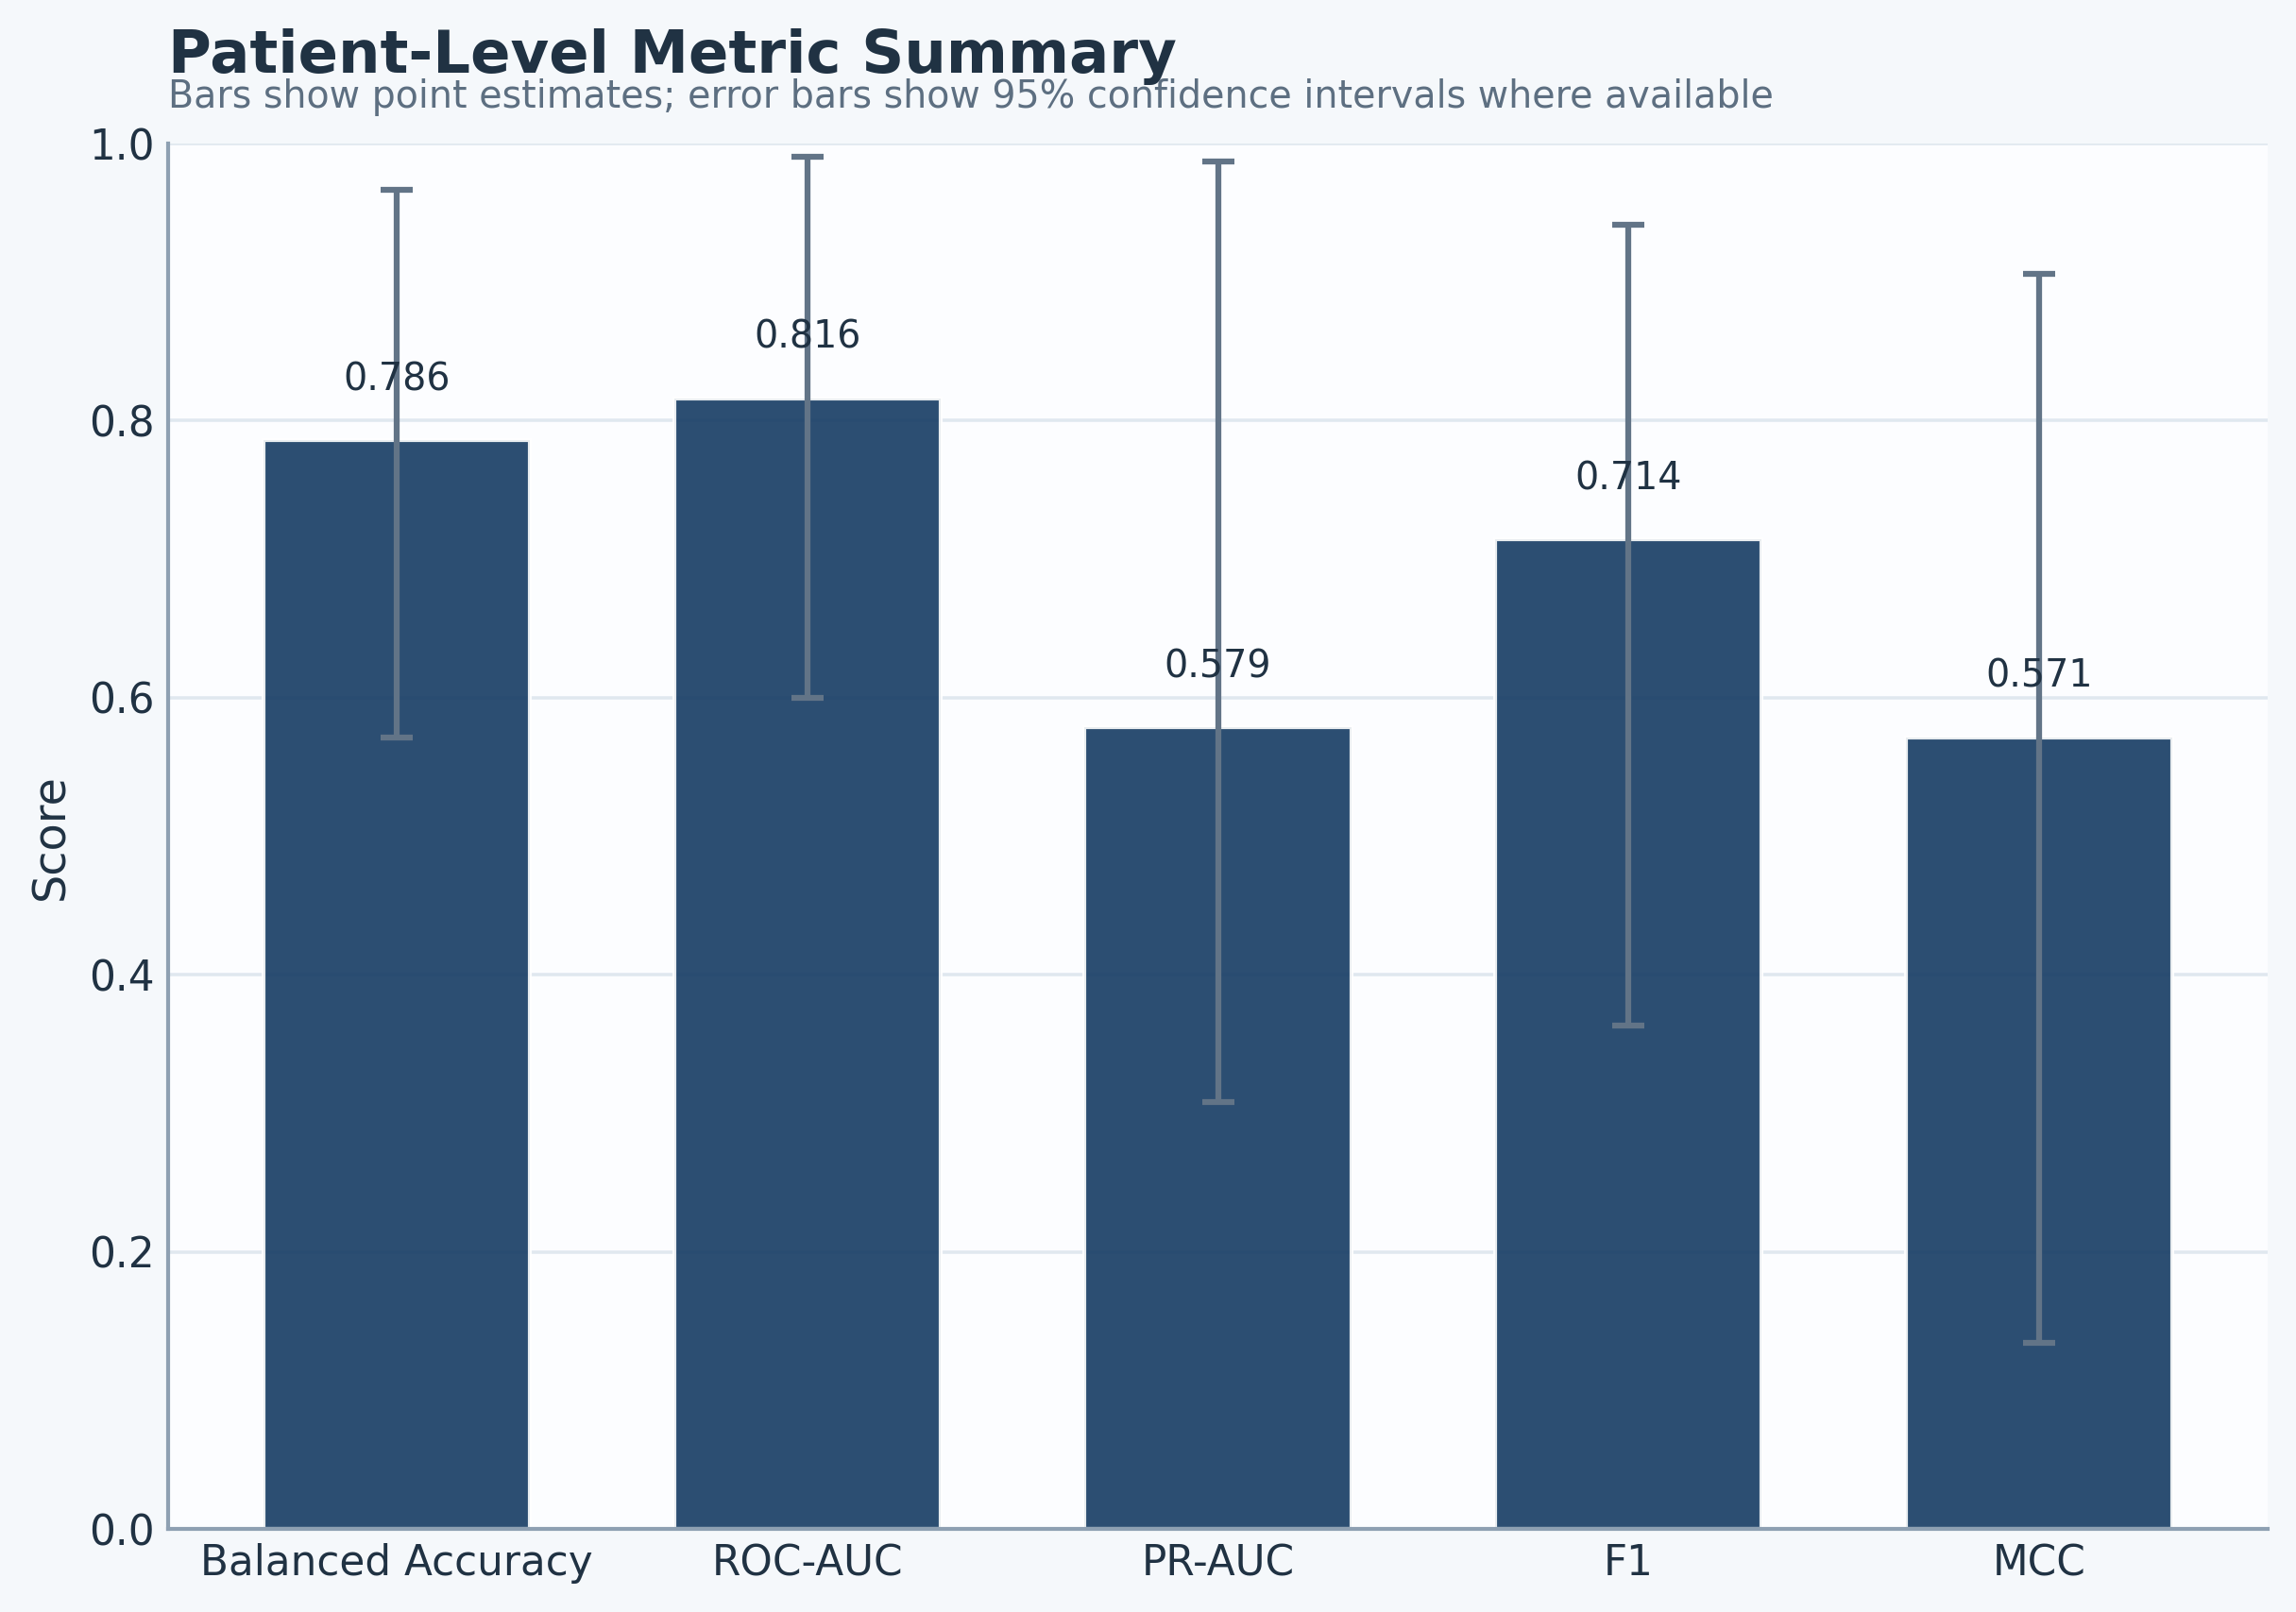 Patient-Level Metric Summary
Bars show point estimates; error bars show 95% confidence intervals where available
1.0
0.8
0.6
0.4
0.2
0.0
Score
0.786
0.816
0.579
0.714
0.571
Balanced Accuracy
ROC-AUC
PR-AUC
F1
MCC